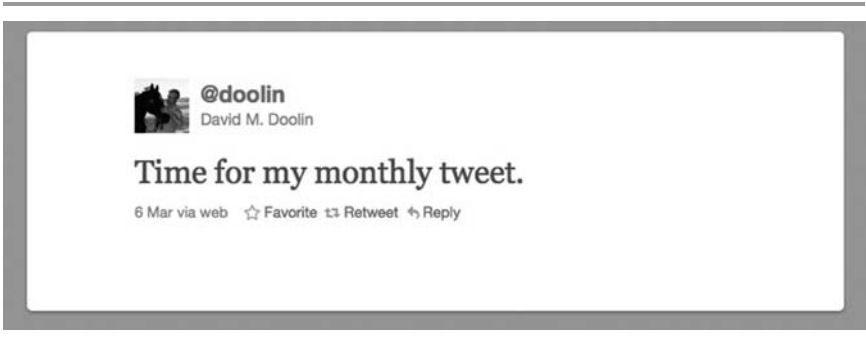 @doolin
David M. Doolin
Time for my monthly tweet.
6 Mar via web Favorite Retweet Reply